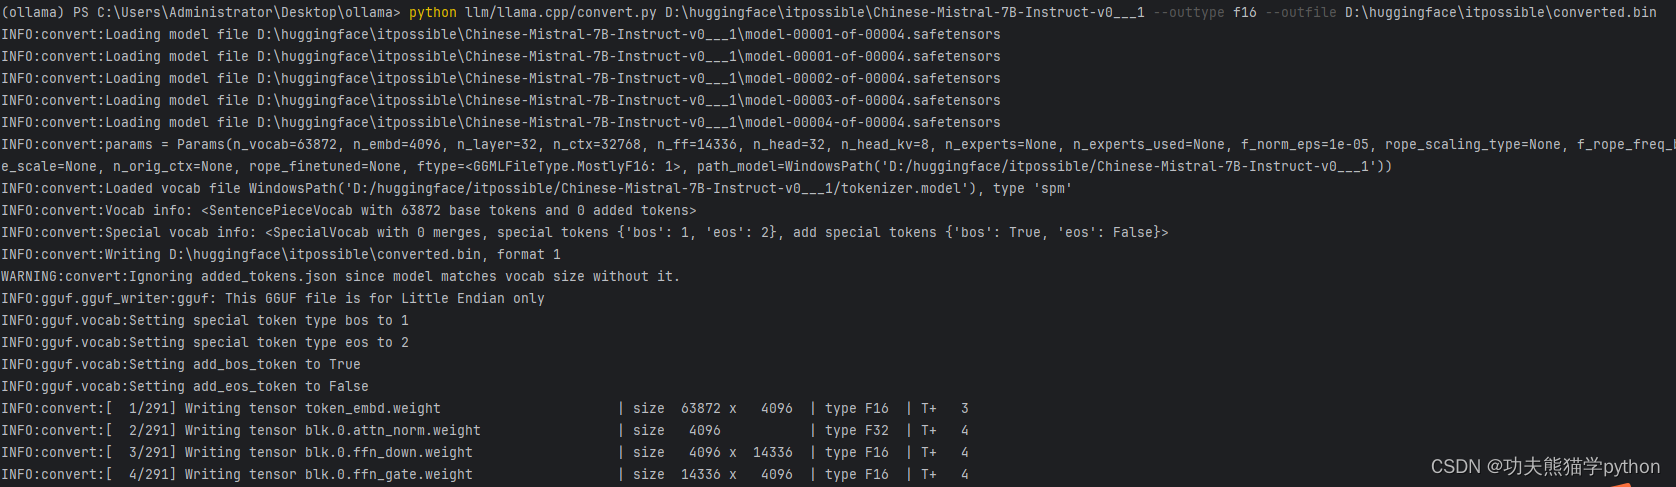 (ollama) PS C:\Users\Administrator\Desktop\ollama> python llm/llama.cpp/convert.py D:\huggingface\itpossible\Chinese-Mistral-7B-Instruct-v0___1 --outtype f16 --outfile D:\huggingface\itpossible\converted.bin
INFO:convert:Loading model file D:\huggingface\itpossible\Chinese-Mistral-7B-Instruct-v0___1\model-00001-of-00004.safetensors
INFO:convert:Loading model file D:\huggingface\itpossible\Chinese-Mistral-7B-Instruct-v0___1\model-00001-of-00004.safetensors
INFO:convert:Loading model file D:\huggingface\itpossible\Chinese-Mistral-7B-Instruct-v0___1\model-00002-of-00004.safetensors
INFO:convert:Loading model file D:\huggingface\itpossible\Chinese-Mistral-7B-Instruct-v0___1\model-00003-of-00004.safetensors
INFO:convert:Loading model file D:\huggingface\itpossible\Chinese-Mistral-7B-Instruct-v0___1\model-00004-of-00004.safetensors
INFO:convert:params = Params(n_vocab=63872, n_embd=4096, n_layer=32, n_ctx=32768, n_ff=14336, n_head=32, n_head_kv=8, n_experts=None, n_experts_used=None, f_norm_eps=1e-05, rope_scaling_type=None, f_rope_freq_b
e_scale=None, n_orig_ctx=None, rope_finetuned=None, ftype=<GGMLFileType.MostlyF16: 1>, path_model=WindowsPath('D:/huggingface/itpossible/Chinese-Mistral-7B-Instruct-v0___1'))
INFO:convert:Loaded vocab file WindowsPath('D:/huggingface/itpossible/Chinese-Mistral-7B-Instruct-v0___1/tokenizer.model'), type 'spm'
INFO:convert:Vocab info: <SentencePieceVocab with 63872 base tokens and 0 added tokens>
INFO:convert:Special vocab info: <SpecialVocab with 0 merges, special tokens {'bos': 1, 'eos': 2}, add special tokens {'bos': True, 'eos': False}>
INFO:convert:Writing D:\huggingface\itpossible\converted.bin, format 1
WARNING:convert:Ignoring added_tokens.json since model matches vocab size without it.
INFO:gguf.gguf_writer:gguf: This GGUF file is for Little Endian only
INFO:gguf.vocab:Setting special token type bos to 1
INFO:gguf.vocab:Setting special token type eos to 2
INFO:gguf.vocab:Setting add_bos_token to True
INFO:gguf.vocab:Setting add_eos_token to False
INFO:convert:[  1/291] Writing tensor token_embd.weight                      | size  63872 x   4096  | type F16  | T+   3
INFO:convert:[  2/291] Writing tensor blk.0.attn_norm.weight                 | size   4096           | type F32  | T+   4
INFO:convert:[  3/291] Writing tensor blk.0.ffn_down.weight                  | size   4096 x  14336  | type F16  | T+   4
INFO:convert:[  4/291] Writing tensor blk.0.ffn_gate.weight                  | size  14336 x   4096  | type F16  | T+   4
CSDN @功夫熊猫学python